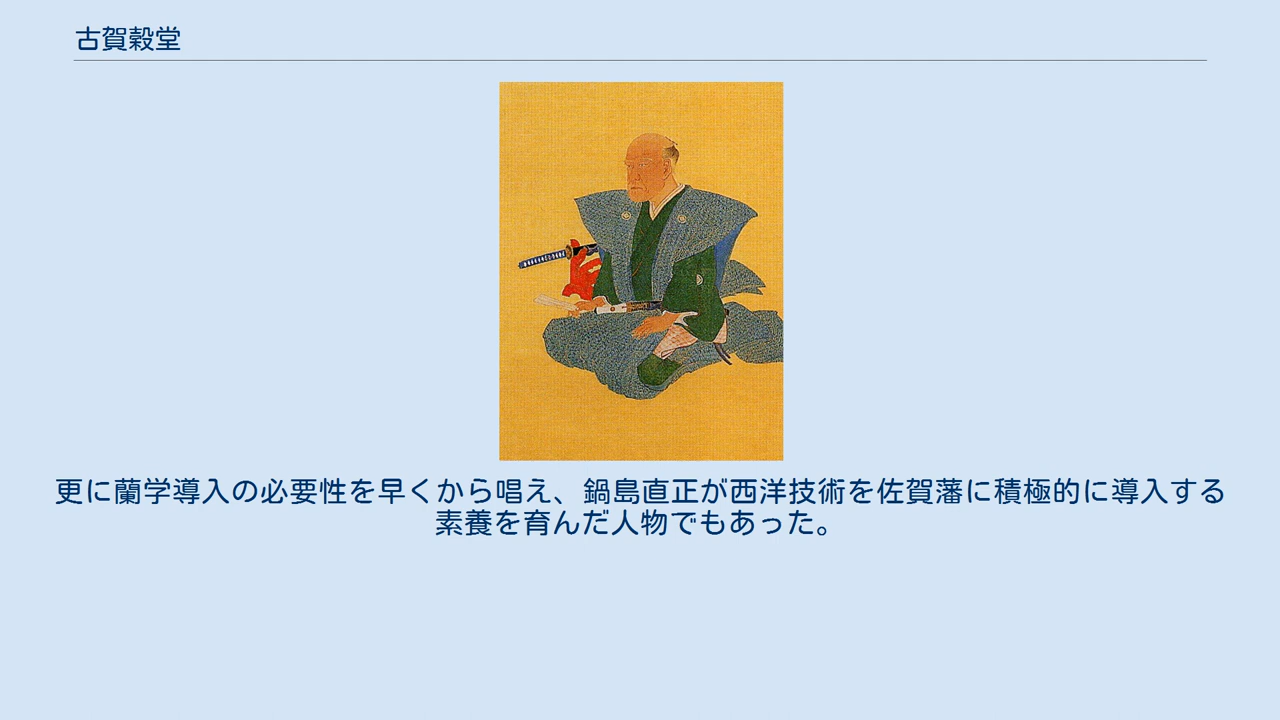 古賀穀堂
更に蘭学導入の必要性を早くから唱え、鍋島直正が西洋技術を佐賀藩に積極的に導入する
素養を育んだ人物でもあった。